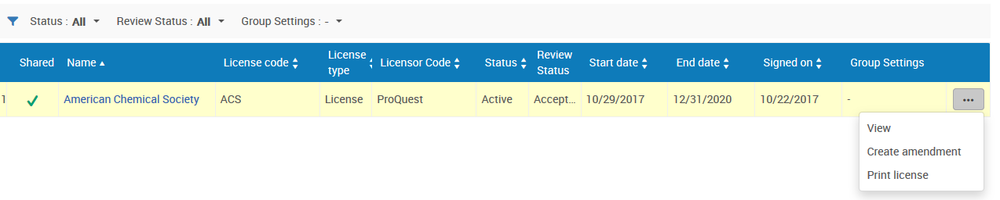 Status : All Review Status : All Group Settings : -
Shared Name License code License type Licensor Code Status Review Status Start date End date Signed on Group Settings
1 American Chemical Society ACS License ProQuest Active Accept... 10/29/2017 12/31/2020 10/22/2017 - ...
View
Create amendment
Print license